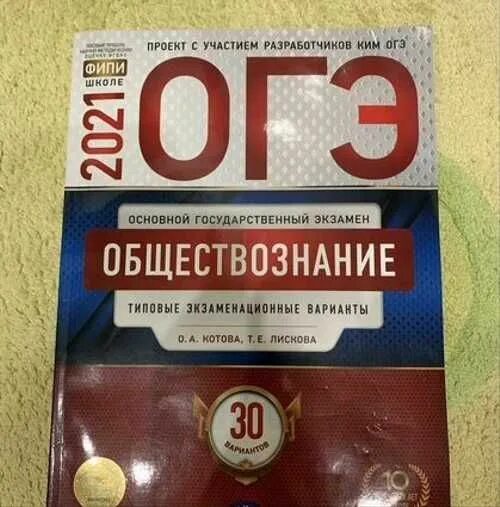 ПРОЕКТ С УЧАСТИЕМ РАЗРАБОТЧИКОВ КИМ ОГЭ
ФИПИ
ШКОЛЕ
2021
ОГЭ
ОСНОВНОЙ ГОСУДАРСТВЕННЫЙ ЭКЗАМЕН
ОБЩЕСТВОЗНАНИЕ
ТИПОВЫЕ ЭКЗАМЕНАЦИОННЫЕ ВАРИАНТЫ
О. А. КОТОВА, Т. Е. ЛИСКОВА
30
ВАРИАНТОВ
10
ЛЕТ